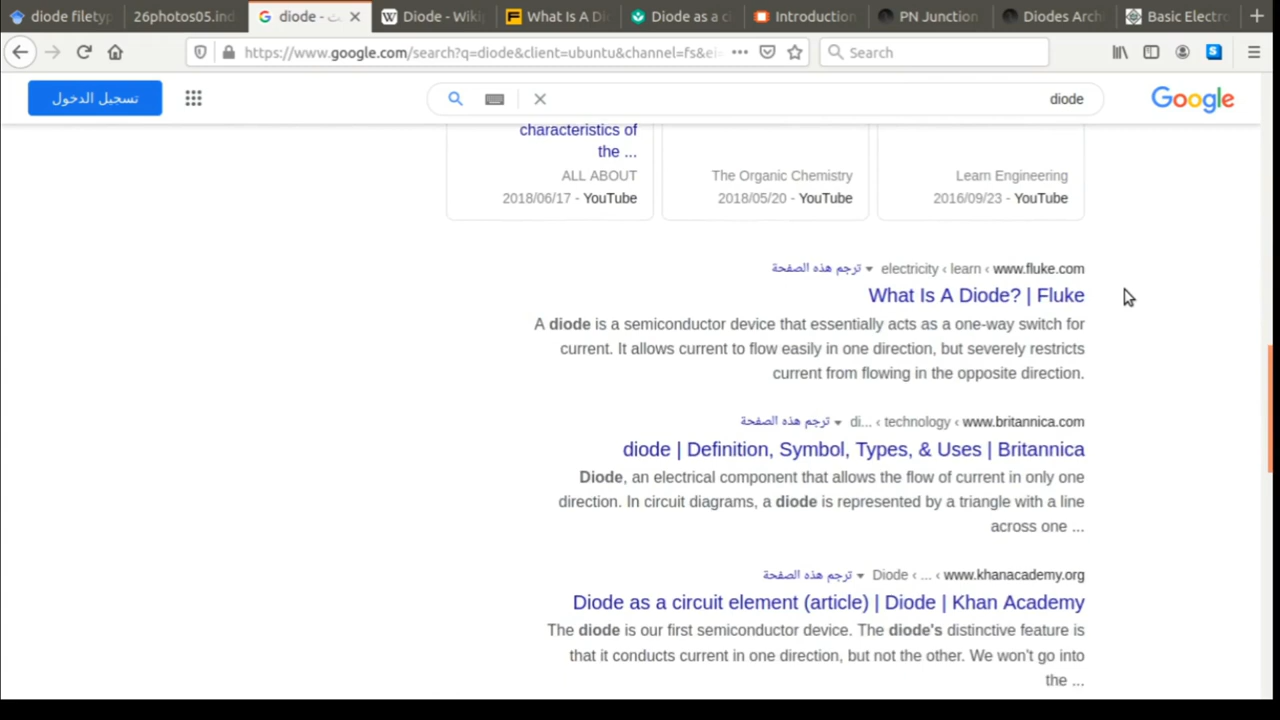 diode filetyp
26photos05.ind
diode -
Diode - Wiki
What Is A Di
Diode as a ci
Introduction
PN Junction
Diodes Arch
Basic Electro
https://www.google.com/search?q=diode&client=ubuntu&channel=fs&ei
Search
تسجيل الدخول
diode
Google
characteristics of
the ...
ALL ABOUT
2018/06/17 - YouTube
The Organic Chemistry
2018/05/20 - YouTube
Learn Engineering
2016/09/23 - YouTube
ترجم هذه الصفحة electricity ‹ learn ‹ www.fluke.com
What Is A Diode? | Fluke
A diode is a semiconductor device that essentially acts as a one-way switch for
current. It allows current to flow easily in one direction, but severely restricts
current from flowing in the opposite direction.
ترجم هذه الصفحة di... ‹ technology ‹ www.britannica.com
diode | Definition, Symbol, Types, & Uses | Britannica
Diode, an electrical component that allows the flow of current in only one
direction. In circuit diagrams, a diode is represented by a triangle with a line
across one ...
ترجم هذه الصفحة Diode ‹ ... ‹ www.khanacademy.org
Diode as a circuit element (article) | Diode | Khan Academy
The diode is our first semiconductor device. The diode's distinctive feature is
that it conducts current in one direction, but not the other. We won't go into
the ...